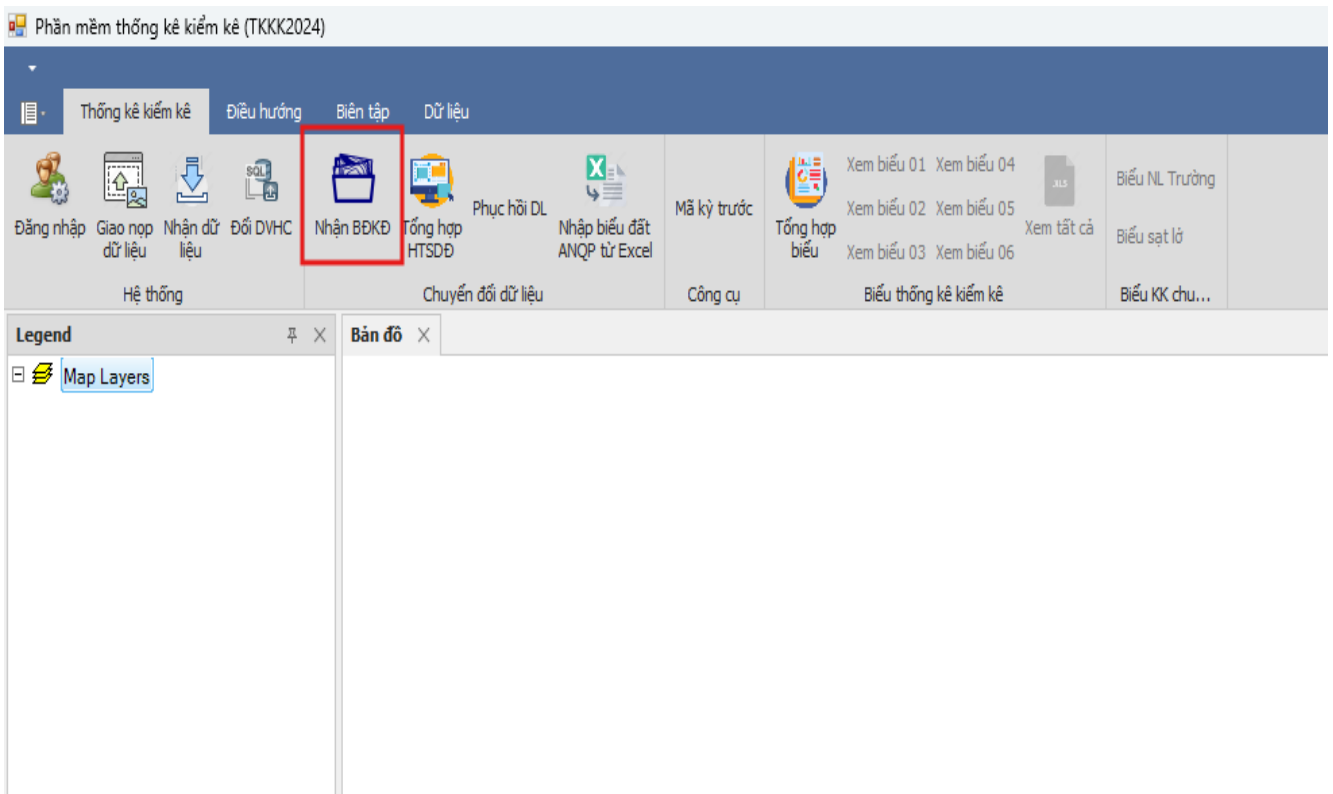 Phần mềm thống kê kiểm kê (TKKK2024)
Thống kê kiểm kê Điều hướng Biên tập Dữ liệu
Đăng nhập
Giao nọp
dữ liệu
Nhận dữ
liệu
Đổi DVHC
Hệ thống
Nhận BĐKĐ
Tổng hợp
HTSDĐ
Phục hồi DL
Nhập biểu đất
ANQP từ Excel
Chuyển đổi dữ liệu
Mã kỳ trước
Công cụ
Tổng hợp
biểu
Xem biểu 01 Xem biểu 04
Xem biểu 02 Xem biểu 05
Xem biểu 03 Xem biểu 06
Xem tất cả
Biểu thống kê kiểm kê
Biểu NL Trường
Biểu sạt lở
Biểu KK chu...
Legend
Map Layers
Bản đồ